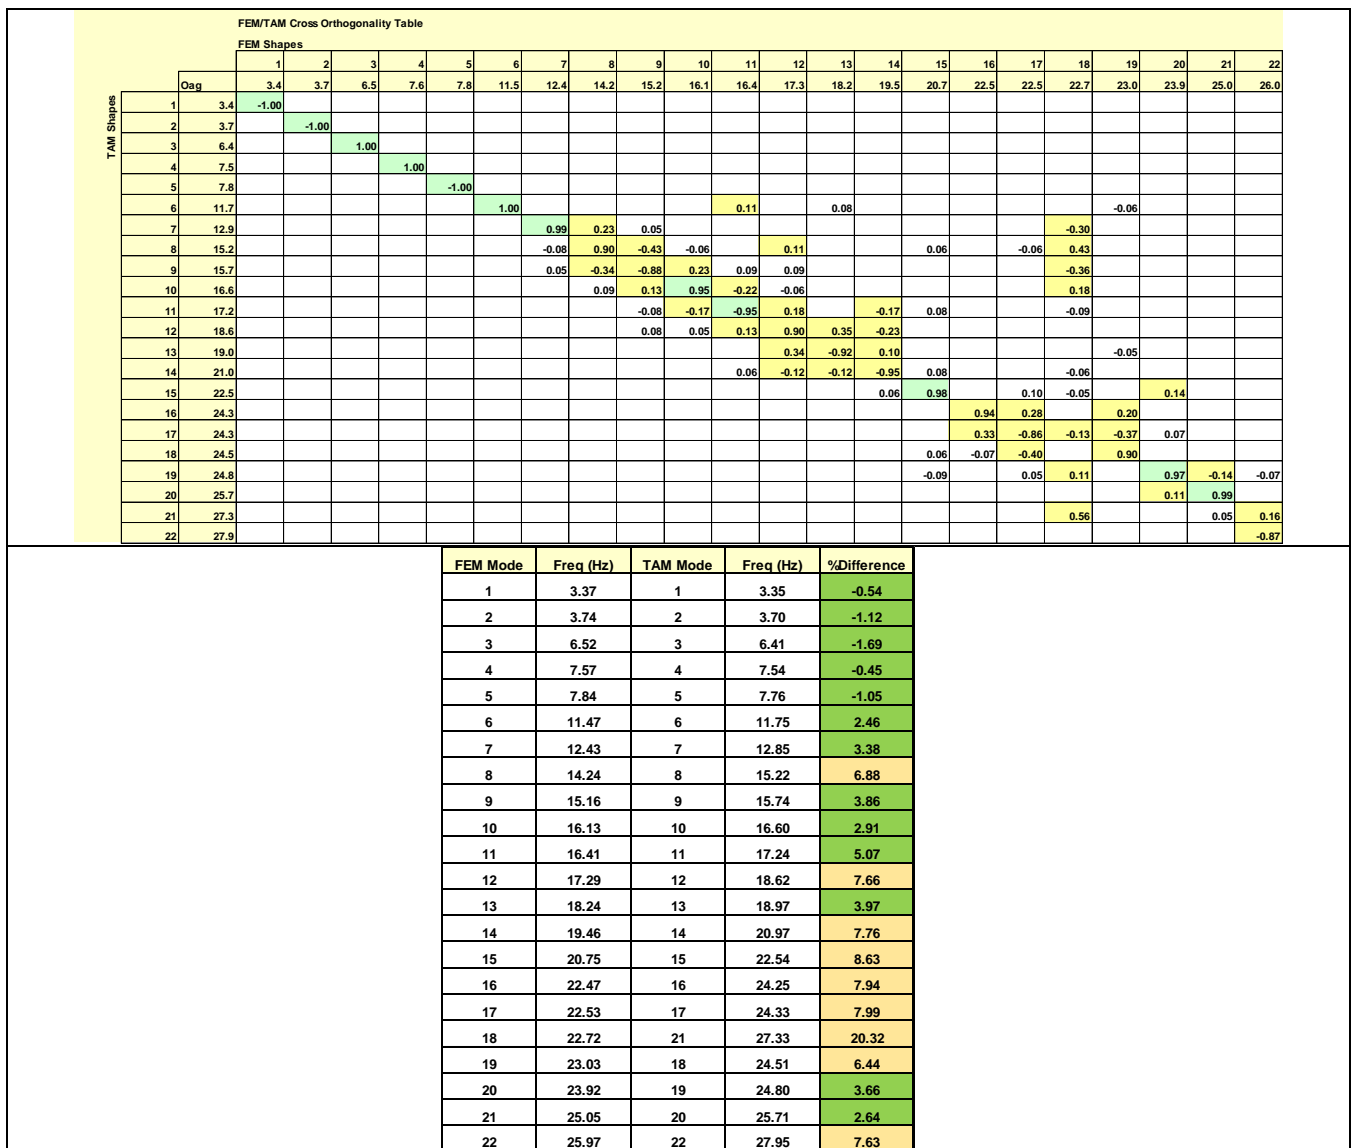 FEM/TAM Cross Orthogonality Table
FEM Shapes
1 2 3 4 5 6 7 8 9 10 11 12 13 14 15 16 17 18 19 20 21 22
Oag 3.4 3.7 6.5 7.6 7.8 11.5 12.4 14.2 15.2 16.1 16.4 17.3 18.2 19.5 20.7 22.5 22.5 22.7 23.0 23.9 25.0 26.0
TAM Shapes
1 3.4 -1.00
2 3.7 -1.00
3 6.4 1.00
4 7.5 1.00
5 7.8 -1.00
6 11.7 1.00 0.11 0.08 -0.06
7 12.9 0.99 0.23 0.05 -0.30
8 15.2 -0.08 0.90 -0.43 -0.06 0.11 0.06 -0.06 0.43
9 15.7 0.05 -0.34 -0.88 0.23 0.09 0.09 -0.36
10 16.6 0.09 0.13 0.95 -0.22 -0.06 0.18
11 17.2 -0.08 -0.17 -0.95 0.18 -0.17 0.08 -0.09
12 18.6 0.08 0.05 0.13 0.90 0.35 -0.23
13 19.0 0.34 -0.92 0.10 -0.05
14 21.0 0.06 -0.12 -0.12 -0.95 0.08 -0.06
15 22.5 0.06 0.98 0.10 -0.05 0.14
16 24.3 0.94 0.28 0.20
17 24.3 0.33 -0.86 -0.13 -0.37 0.07
18 24.5 0.06 -0.07 -0.40 0.90
19 24.8 -0.09 0.05 0.11 0.97 -0.14 -0.07
20 25.7 0.11 0.99
21 27.3 0.56 0.05 0.16
22 27.9 -0.87
FEM Mode Freq (Hz) TAM Mode Freq (Hz) %Difference
1 3.37 1 3.35 -0.54
2 3.74 2 3.70 -1.12
3 6.52 3 6.41 -1.69
4 7.57 4 7.54 -0.45
5 7.84 5 7.76 -1.05
6 11.47 6 11.75 2.46
7 12.43 7 12.85 3.38
8 14.24 8 15.22 6.88
9 15.16 9 15.74 3.86
10 16.13 10 16.60 2.91
11 16.41 11 17.24 5.07
12 17.29 12 18.62 7.66
13 18.24 13 18.97 3.97
14 19.46 14 20.97 7.76
15 20.75 15 22.54 8.63
16 22.47 16 24.25 7.94
17 22.53 17 24.33 7.99
18 22.72 21 27.33 20.32
19 23.03 18 24.51 6.44
20 23.92 19 24.80 3.66
21 25.05 20 25.71 2.64
22 25.97 22 27.95 7.63